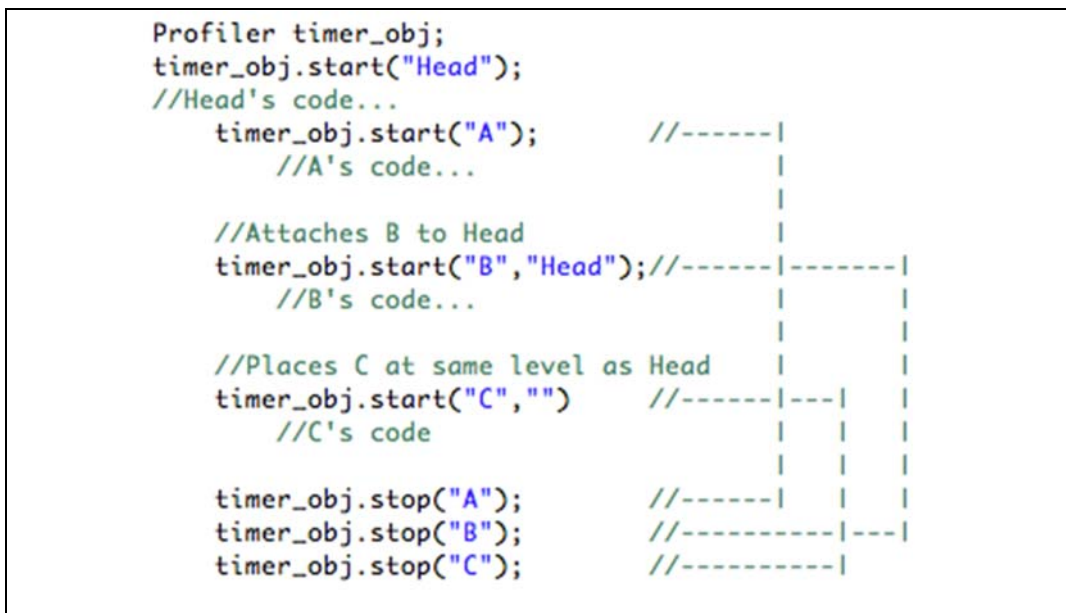 Profiler timer_obj;
timer_obj.start("Head");
//Head's code...
    timer_obj.start("A");       //------|
        //A's code...                   |
                                        |
    //Attaches B to Head                |
    timer_obj.start("B","Head");//------|-------|
        //B's code...                   |       |
                                        |       |
    //Places C at same level as Head    |       |
    timer_obj.start("C","")     //------|---|   |
        //C's code                      |   |   |
                                        |   |   |
    timer_obj.stop("A");        //------|   |   |
    timer_obj.stop("B");        //----------|---|
    timer_obj.stop("C");        //----------|